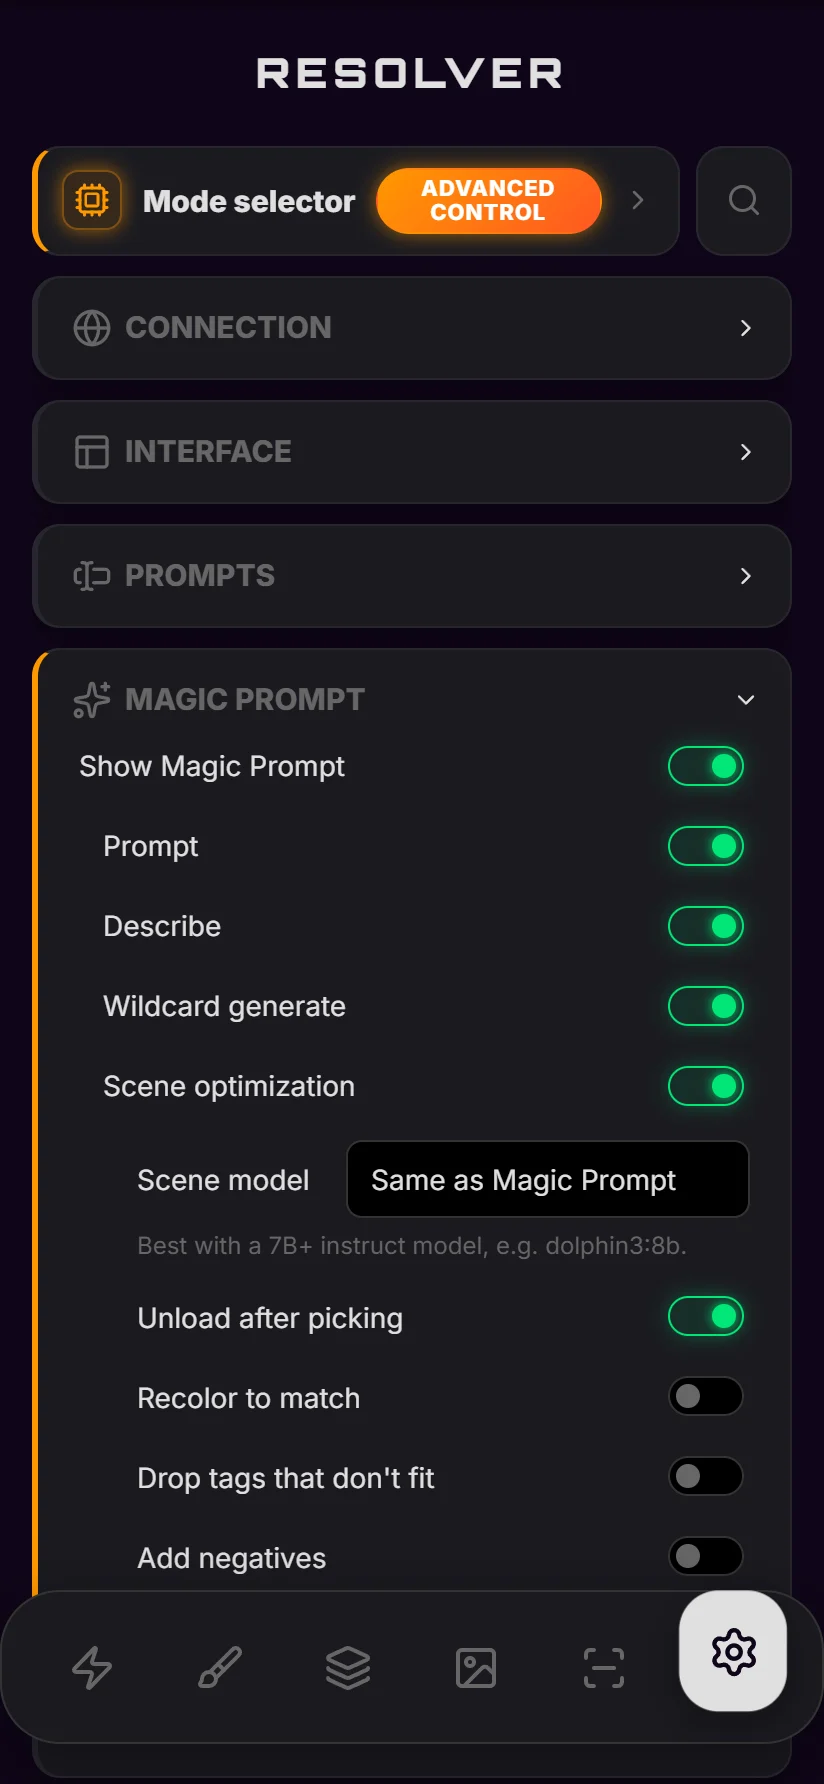 RESOLVER
Mode selector
ADVANCED
CONTROL
CONNECTION
INTERFACE
PROMPTS
MAGIC PROMPT
Show Magic Prompt
Prompt
Describe
Wildcard generate
Scene optimization
Scene model
Same as Magic Prompt
Best with a 7B+ instruct model, e.g. dolphin3:8b.
Unload after picking
Recolor to match
Drop tags that don't fit
Add negatives